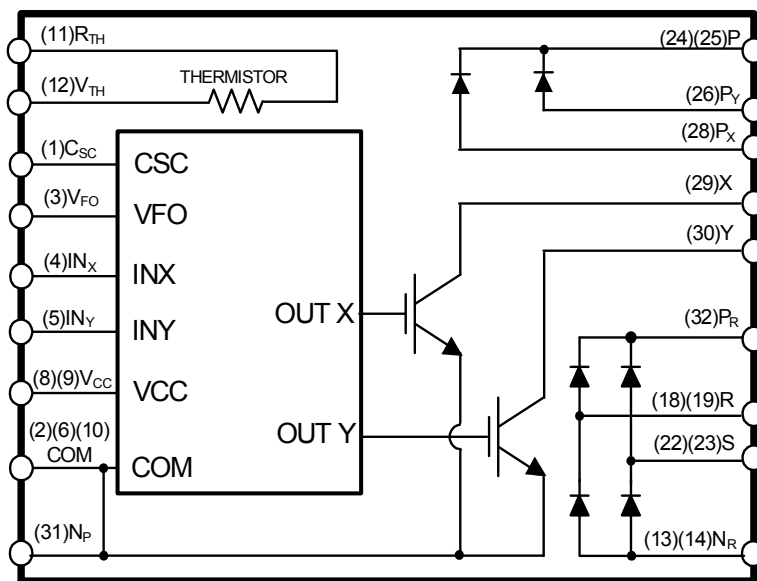 (11)RTH
(12)VTH
THERMISTOR
(1)CSC
(3)VFO
(4)INX
(5)INY
(8)(9)VCC
(2)(6)(10)
COM
(31)NP
CSC
VFO
INX
INY
VCC
COM
OUT X
OUT Y
(24)(25)P
(26)PY
(28)PX
(29)X
(30)Y
(32)PR
(18)(19)R
(22)(23)S
(13)(14)NR